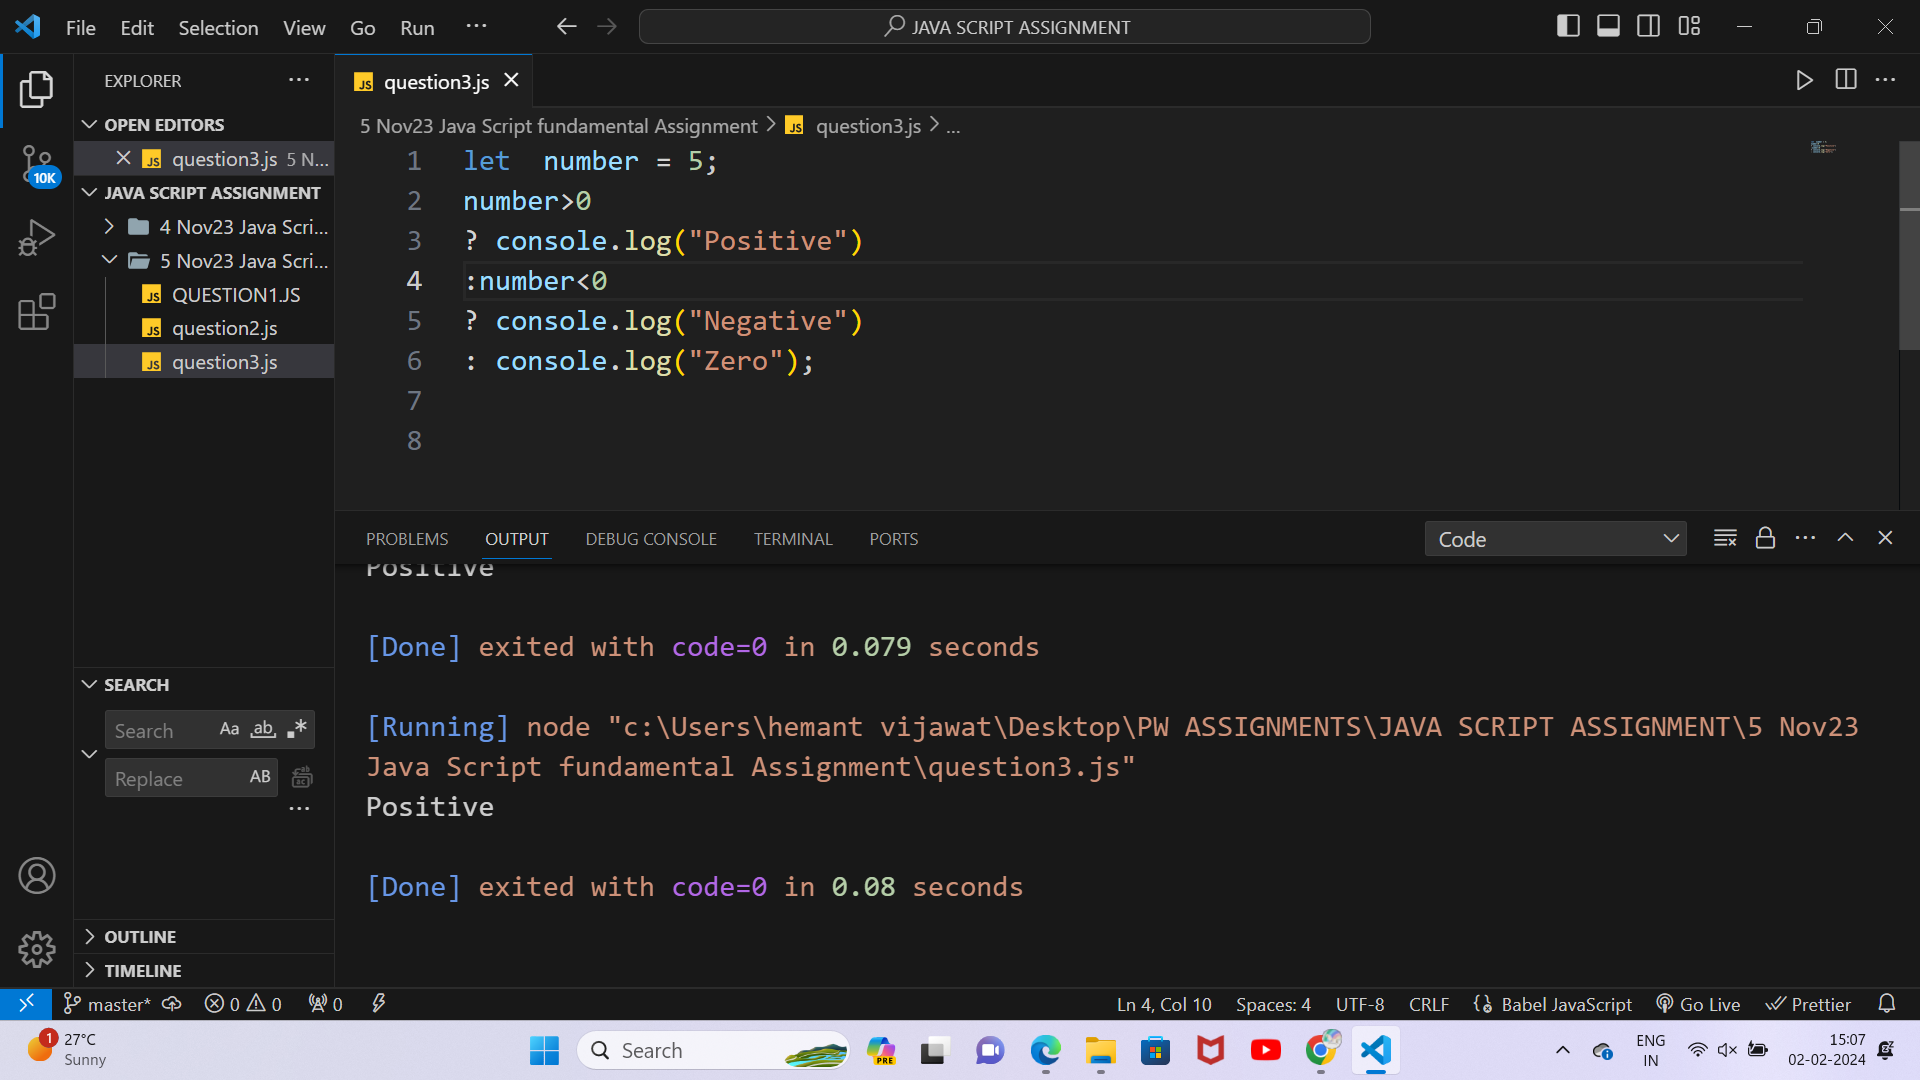 File Edit Selection View Go Run ···
JAVA SCRIPT ASSIGNMENT
EXPLORER
OPEN EDITORS
JS question3.js 5 N...
JAVA SCRIPT ASSIGNMENT
4 Nov23 Java Scri...
5 Nov23 Java Scri...
JS QUESTION1.JS
JS question2.js
JS question3.js
10K
SEARCH
Search Aa ab
Replace AB
OUTLINE
TIMELINE
JS question3.js
5 Nov23 Java Script fundamental Assignment > JS question3.js > ...
1 let  number = 5;
2 number>0
3 ? console.log("Positive")
4 :number<0
5 ? console.log("Negative")
6 : console.log("Zero");
7
8
PROBLEMS OUTPUT DEBUG CONSOLE TERMINAL PORTS
Code
Positive
[Done] exited with code=0 in 0.079 seconds
[Running] node "c:\Users\hemant vijawat\Desktop\PW ASSIGNMENTS\JAVA SCRIPT ASSIGNMENT\5 Nov23
Java Script fundamental Assignment\question3.js"
Positive
[Done] exited with code=0 in 0.08 seconds
master* 0 0 0
Ln 4, Col 10 Spaces: 4 UTF-8 CRLF Babel JavaScript Go Live Prettier
1 27°C
Sunny
Search
PRE
ENG
IN
15:07
02-02-2024